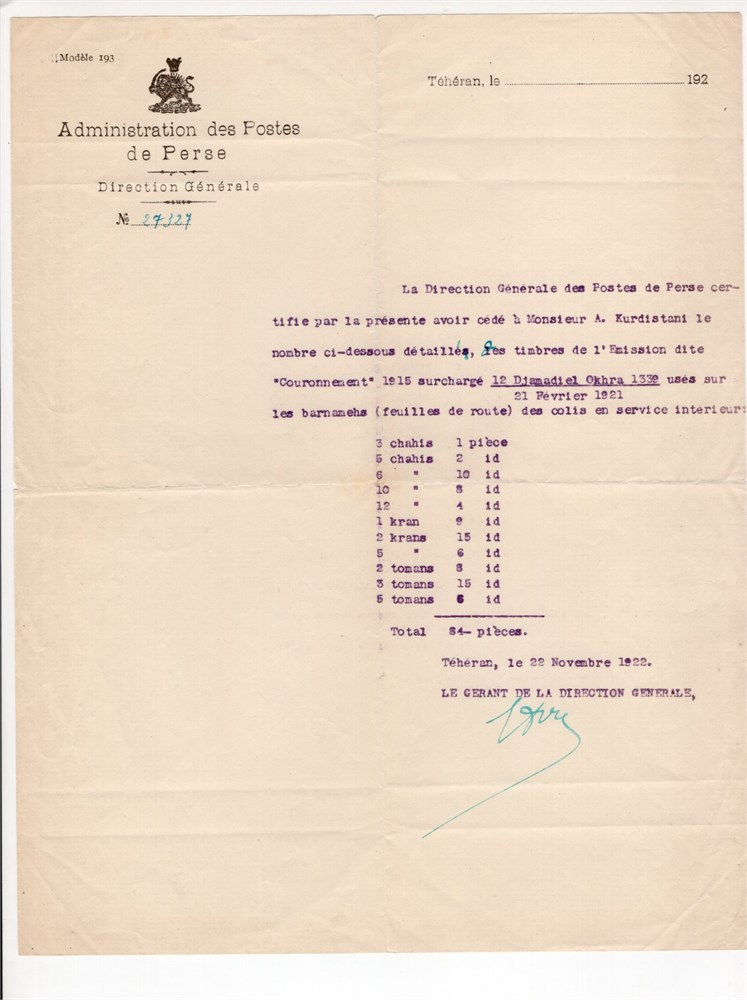 Modèle 193
Administration des Postes
de Perse
Direction Générale
№ 27327
Téhéran, le 192
La Direction Générale des Postes de Perse cer-
tifie par la présente avoir cédé à Monsieur A. Kurdistani le
nombre ci-dessous détaillés, des timbres de l'Emission dite
"Couronnement" 1915 surchargé 12 Djamadiel Okhra 1339 usés sur
21 Février 1921
les barnamehs (feuilles de route) des colis en service intérieur:
3 chahis 1 pièce
5 chahis 2 id
6 " 10 id
10 " 8 id
12 " 4 id
1 kran 9 id
2 krans 15 id
5 " 6 id
2 tomans 8 id
3 tomans 15 id
5 tomans 6 id
Total 84- pièces.
Téhéran, le 22 Novembre 1922.
LE GERANT DE LA DIRECTION GENERALE,